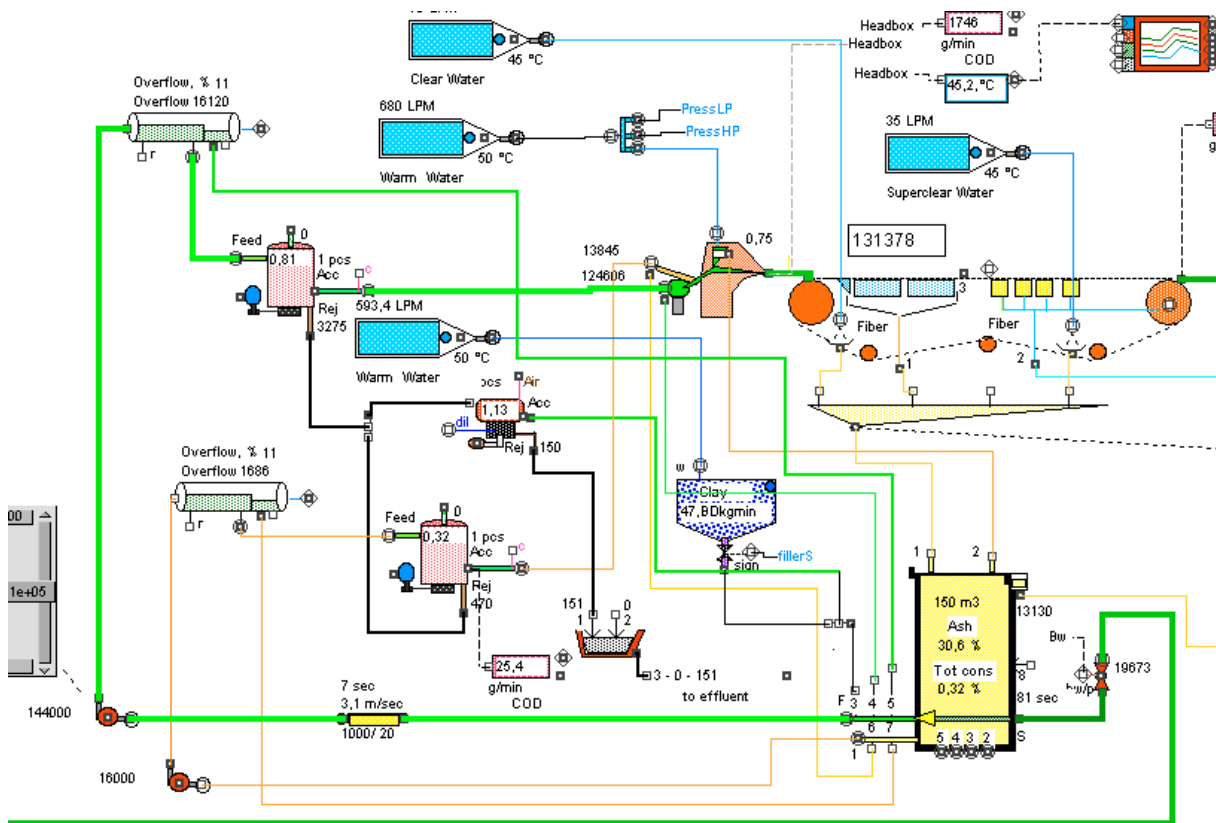 45 °C
Clear Water
Headbox
1746
Headbox
g/min
COD
Headbox
45,2,°C
Overflow, % 11
Overflow 16120
r
680 LPM
PressLP
PressHP
50 °C
Warm Water
35 LPM
45 °C
Superclear Water
Feed
0
0,81
1 pcs
Acc
c
Rej
3275
593,4 LPM
50 °C
Warm Water
13845
124606
0,75
131378
3
Fiber
1
Fiber
2
pcs
Air
1,13
Acc
dil
Rej
150
Overflow, % 11
Overflow 1686
r
w
Clay
47,BDkgmin
sign
fillerS
Feed
0
0,32
1 pcs
Acc
c
Rej
470
151
1
0
2
25,4
g/min
COD
3 - 0 - 151
to effluent
00
1e+05
1
2
150 m3
Ash
30,6 %
Tot cons
0,32 %
13130
Bw
8
81 sec
19673
S
144000
7 sec
3,1 m/sec
1000/ 20
F
3
4
5
6
7
1
5 4 3 2
16000